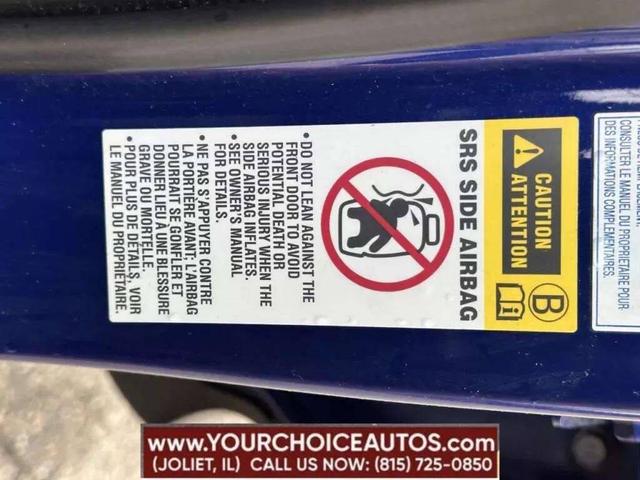 CAUTION
ATTENTION
B
SRS SIDE AIRBAG
• DO NOT LEAN AGAINST THE
FRONT DOOR TO AVOID
POTENTIAL DEATH OR
SERIOUS INJURY WHEN THE
SIDE AIRBAG INFLATES.
• SEE OWNER'S MANUAL
FOR DETAILS.
• NE PAS S'APPUYER CONTRE
LA PORTIÈRE AVANT; L'AIRBAG
POURRAIT SE GONFLER ET
DONNER LIEU À UNE BLESSURE
GRAVE OU MORTELLE.
• POUR PLUS DE DÉTAILS, VOIR
LE MANUEL DU PROPRIÉTAIRE.
CONSULTER LE MANUEL DU PROPRIETAIRE POUR
DES INFORMATIONS COMPLEMENTAIRES.
WWW.YOURCHOICEAUTOS.COM
(JOLIET, IL) CALL US NOW: (815) 725-0850